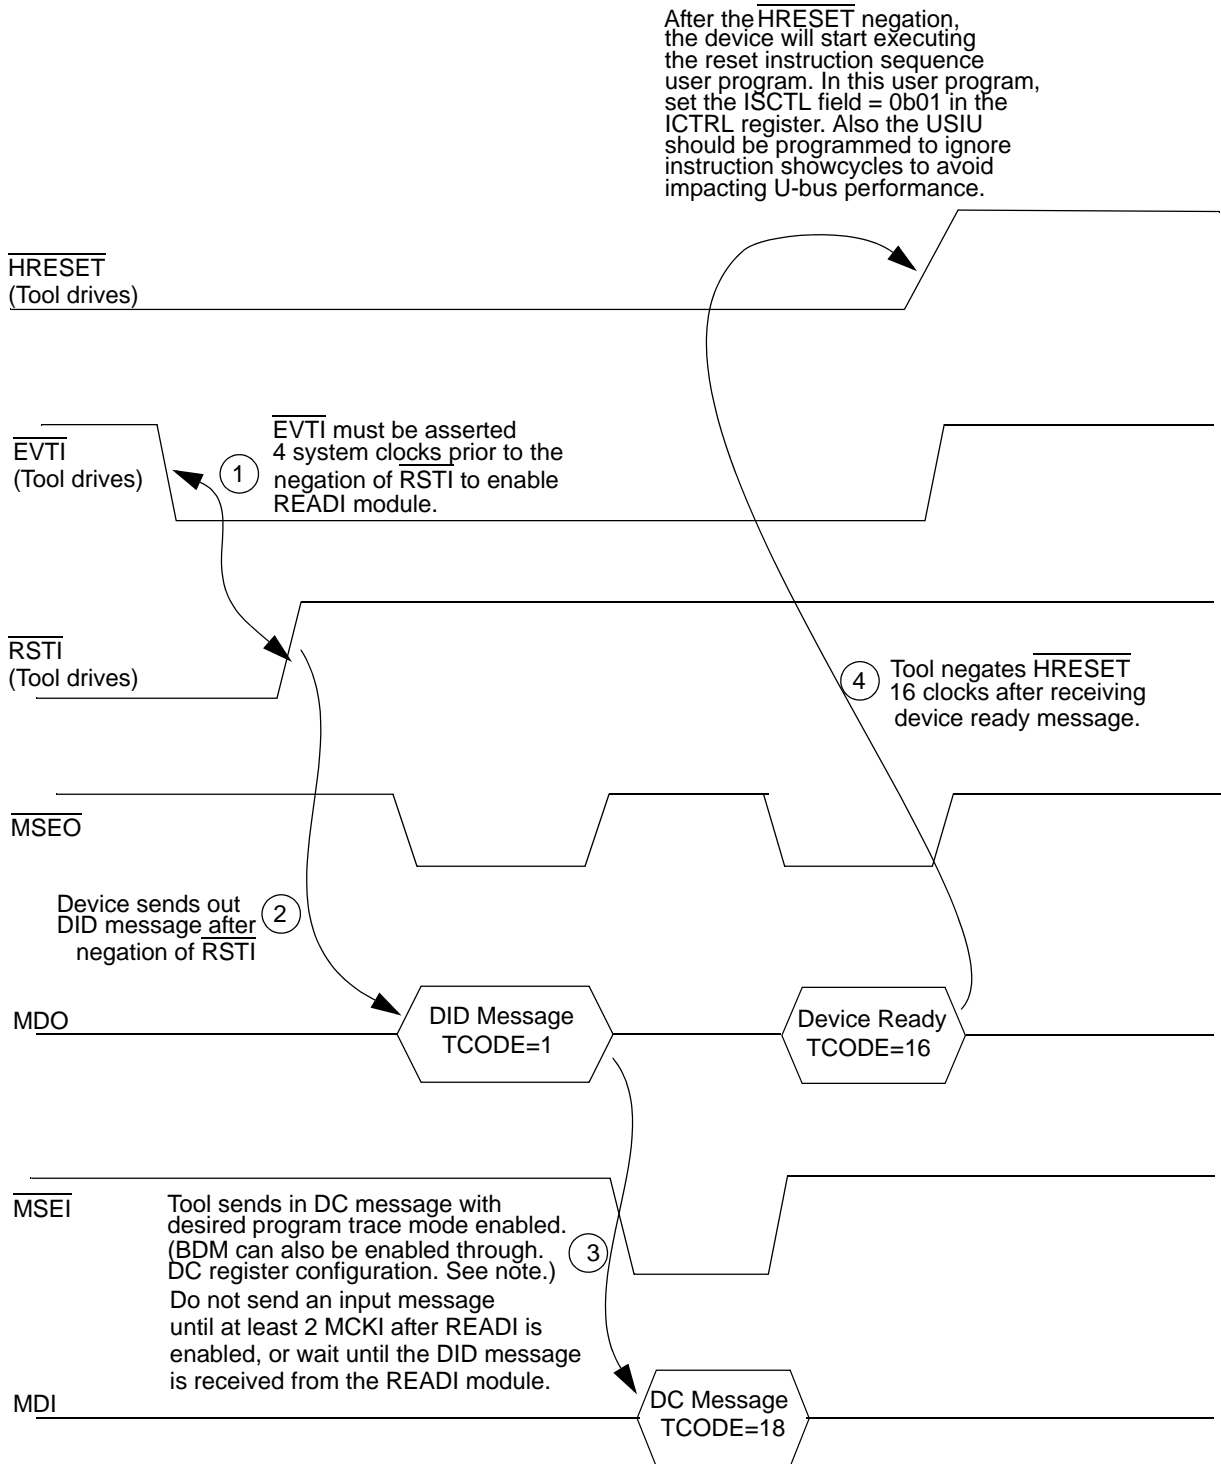 After the HRESET negation,
the device will start executing
the reset instruction sequence
user program. In this user program,
set the ISCTL field = 0b01 in the
ICTRL register. Also the USIU
should be programmed to ignore
instruction showcycles to avoid
impacting U-bus performance.
HRESET
(Tool drives)
EVTI
(Tool drives)
1
EVTI must be asserted
4 system clocks prior to the
negation of RSTI to enable
READI module.
RSTI
(Tool drives)
4
Tool negates HRESET
16 clocks after receiving
device ready message.
MSEO
Device sends out
DID message after
negation of RSTI
2
MDO
DID Message
TCODE=1
Device Ready
TCODE=16
MSEI
Tool sends in DC message with
desired program trace mode enabled.
(BDM can also be enabled through.
DC register configuration. See note.)
3
Do not send an input message
until at least 2 MCKI after READI is
enabled, or wait until the DID message
is received from the READI module.
MDI
DC Message
TCODE=18